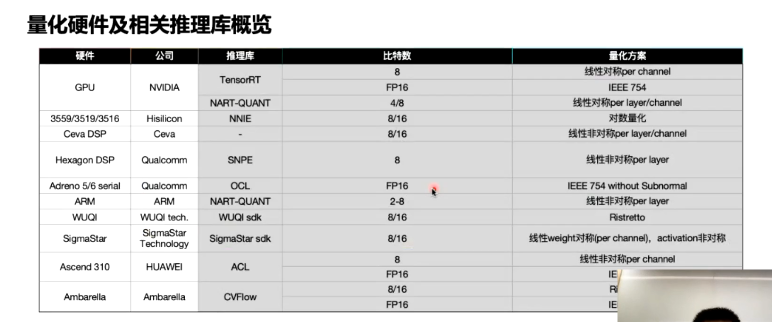 量化硬件及相关推理库概览
硬件 公司 推理库 比特数 量化方案
GPU NVIDIA TensorRT 8 线性对称per channel
FP16 IEEE 754
NART-QUANT 4/8 线性对称per layer/channel
3559/3519/3516 Hisilicon NNIE 8/16 对数量化
Ceva DSP Ceva - 8/16 线性非对称per layer/channel
Hexagon DSP Qualcomm SNPE 8 线性非对称per layer
Adreno 5/6 serial Qualcomm OCL FP16 IEEE 754 without Subnormal
ARM ARM NART-QUANT 2-8 线性非对称per layer
WUQI WUQI tech. WUQI sdk 8/16 Ristretto
SigmaStar SigmaStar Technology SigmaStar sdk 8/16 线性weight对称(per channel)，activation非对称
Ascend 310 HUAWEI ACL 8 线性非对称per channel
FP16
Ambarella Ambarella CVFlow 8/16
FP16